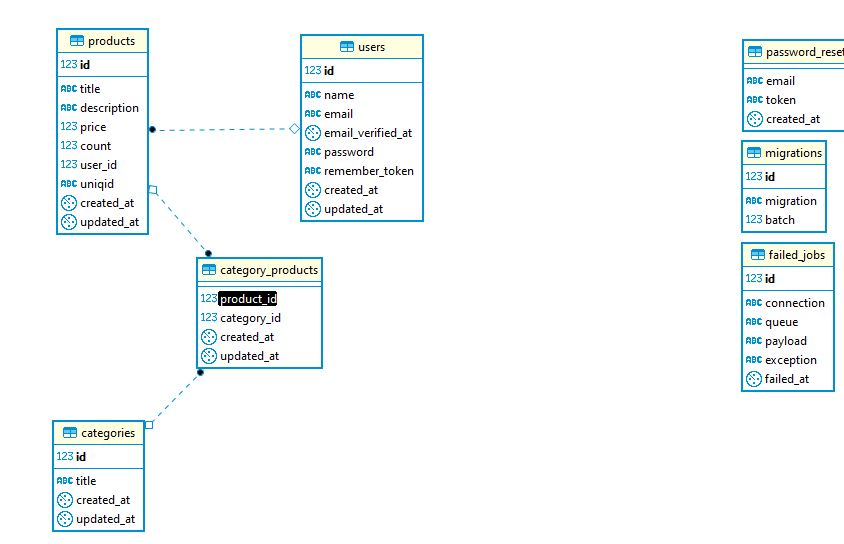 products
123 id
ABC title
ABC description
123 price
123 count
123 user_id
ABC uniqid
created_at
updated_at
users
123 id
ABC name
ABC email
email_verified_at
ABC password
ABC remember_token
created_at
updated_at
category_products
123 product_id
123 category_id
created_at
updated_at
categories
123 id
ABC title
created_at
updated_at
password_reset
ABC email
ABC token
created_at
migrations
123 id
ABC migration
123 batch
failed_jobs
123 id
ABC connection
ABC queue
ABC payload
ABC exception
failed_at